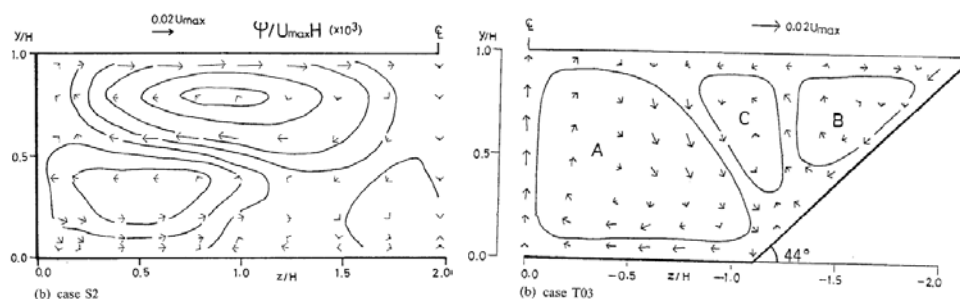 0.02Umax
Ψ/UmaxH (×10³)
℄
y/H
1.0
0.5
0.0
0.0 0.5 1.0 z/H 1.5 2.0
(b) case S2
℄
0.02Umax
y/H
1.0
0.5
0.0
A
C
B
44°
0.0 -0.5 z/H -1.0 -1.5 -2.0
(b) case T03